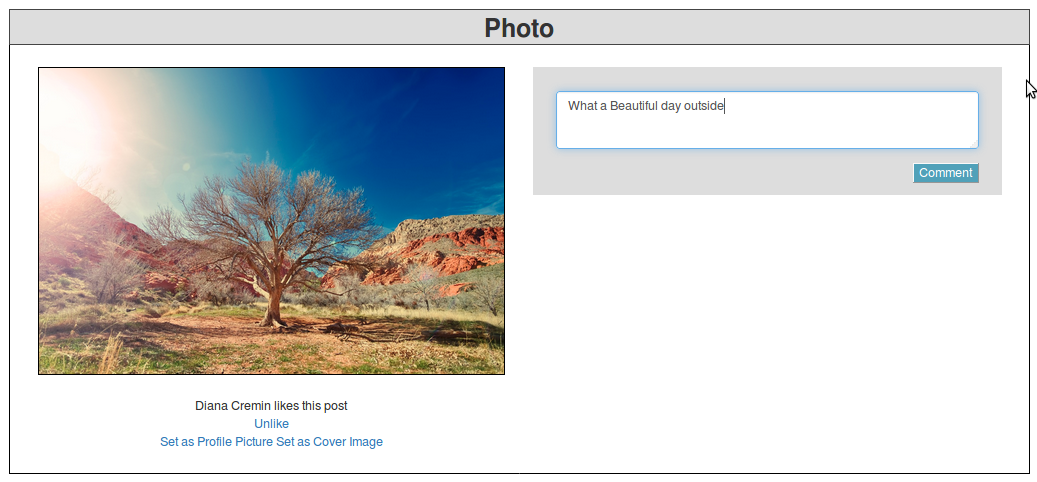 Photo
What a Beautiful day outside
Comment
Diana Cremin likes this post
Unlike
Set as Profile Picture Set as Cover Image